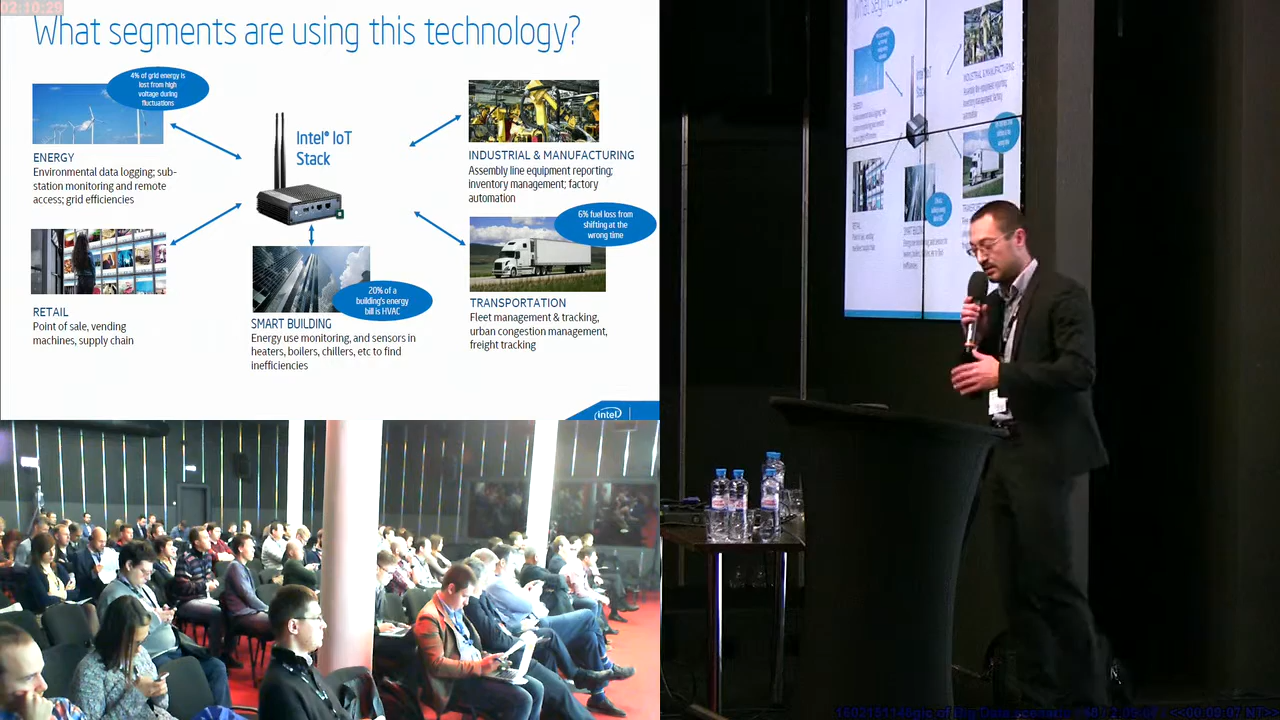 02:10:29
What segments are using this technology?
4% of grid energy is
lost from high
voltage during
fluctuations
ENERGY
Environmental data logging; sub-
station monitoring and remote
access; grid efficiencies
Intel® IoT
Stack
INDUSTRIAL & MANUFACTURING
Assembly line equipment reporting;
inventory management; factory
automation
6% fuel loss from
shifting at the
wrong time
RETAIL
Point of sale, vending
machines, supply chain
20% of a
building's energy
bill is HVAC
SMART BUILDING
Energy use monitoring, and sensors in
heaters, boilers, chillers, etc to find
inefficiencies
TRANSPORTATION
Fleet management & tracking,
urban congestion management,
freight tracking
intel